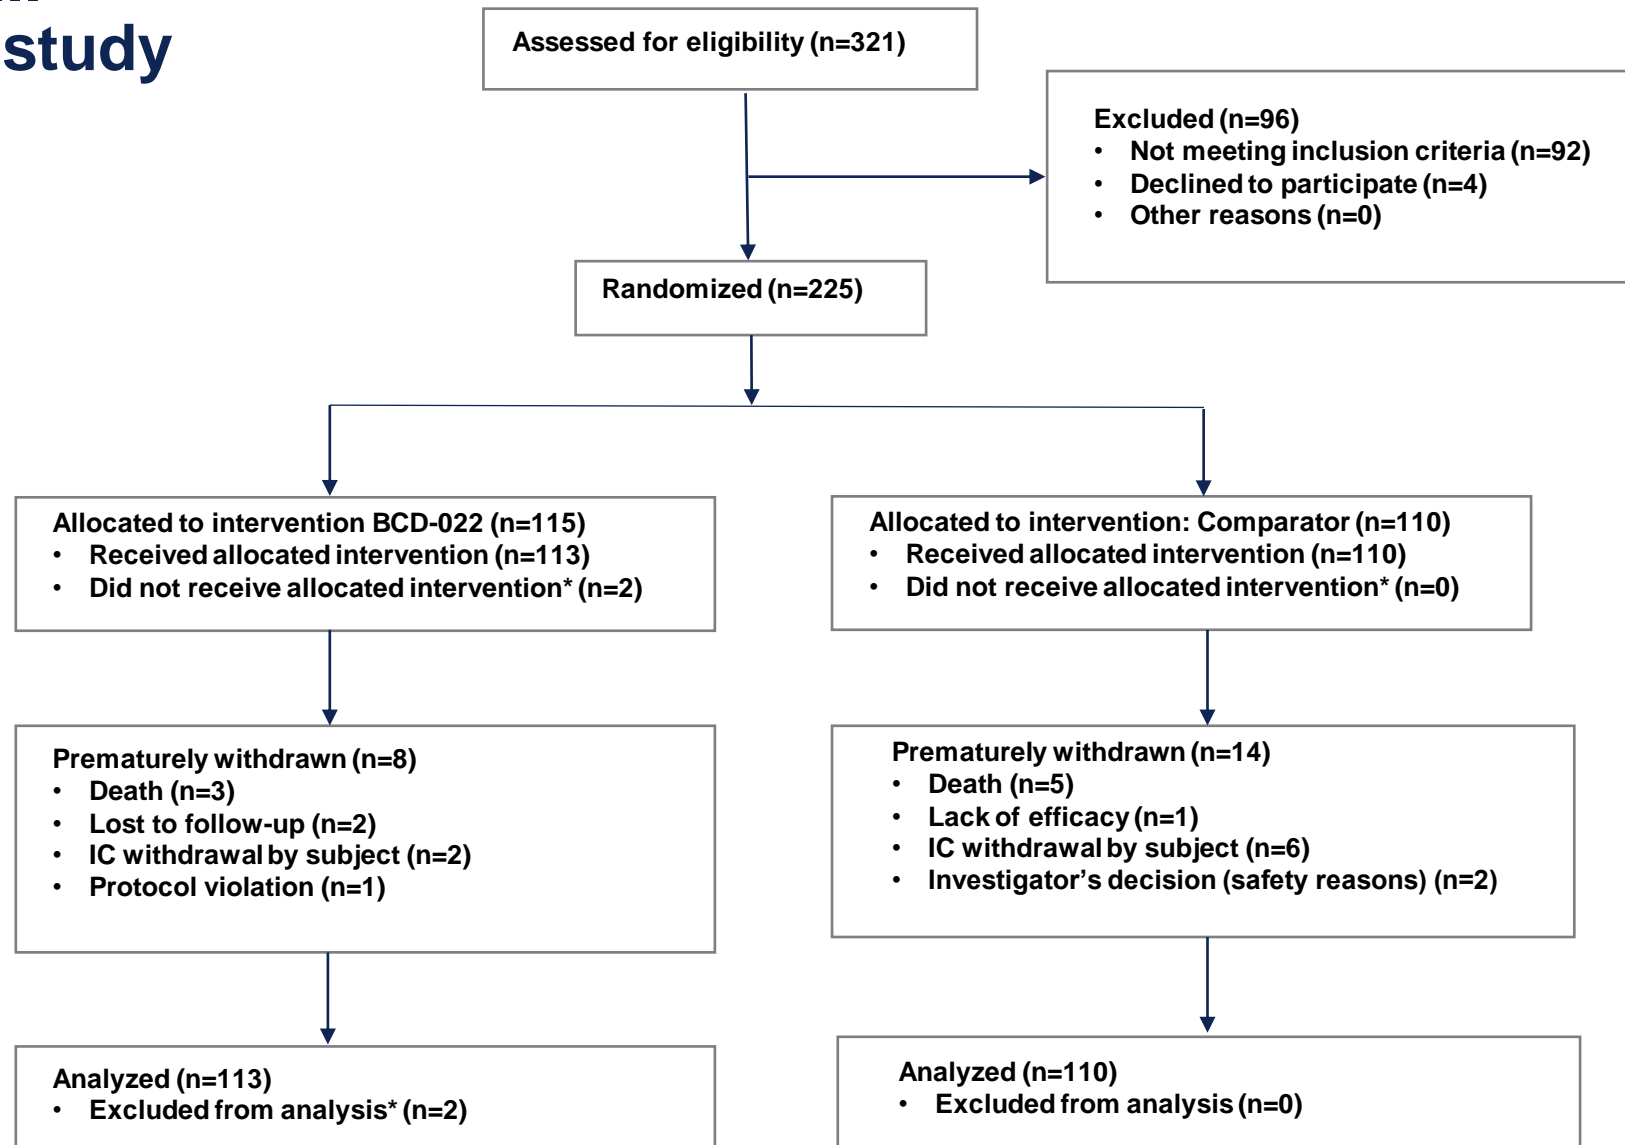 study
Assessed for eligibility (n=321)
Excluded (n=96)
• Not meeting inclusion criteria (n=92)
• Declined to participate (n=4)
• Other reasons (n=0)
Randomized (n=225)
Allocated to intervention BCD-022 (n=115)
• Received allocated intervention (n=113)
• Did not receive allocated intervention* (n=2)
Allocated to intervention: Comparator (n=110)
• Received allocated intervention (n=110)
• Did not receive allocated intervention* (n=0)
Prematurely withdrawn (n=8)
• Death (n=3)
• Lost to follow-up (n=2)
• IC withdrawal by subject (n=2)
• Protocol violation (n=1)
Prematurely withdrawn (n=14)
• Death (n=5)
• Lack of efficacy (n=1)
• IC withdrawal by subject (n=6)
• Investigator’s decision (safety reasons) (n=2)
Analyzed (n=113)
• Excluded from analysis* (n=2)
Analyzed (n=110)
• Excluded from analysis (n=0)